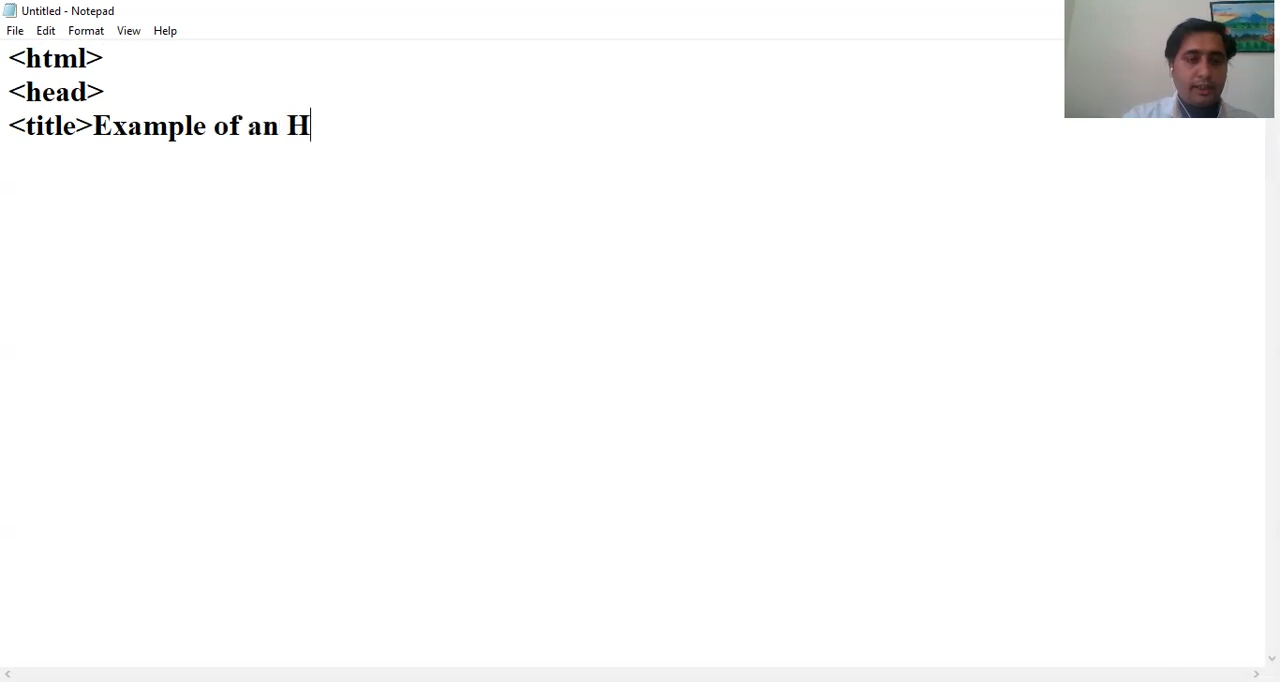 Untitled - Notepad
File Edit Format View Help
<html>
<head>
<title>Example of an H